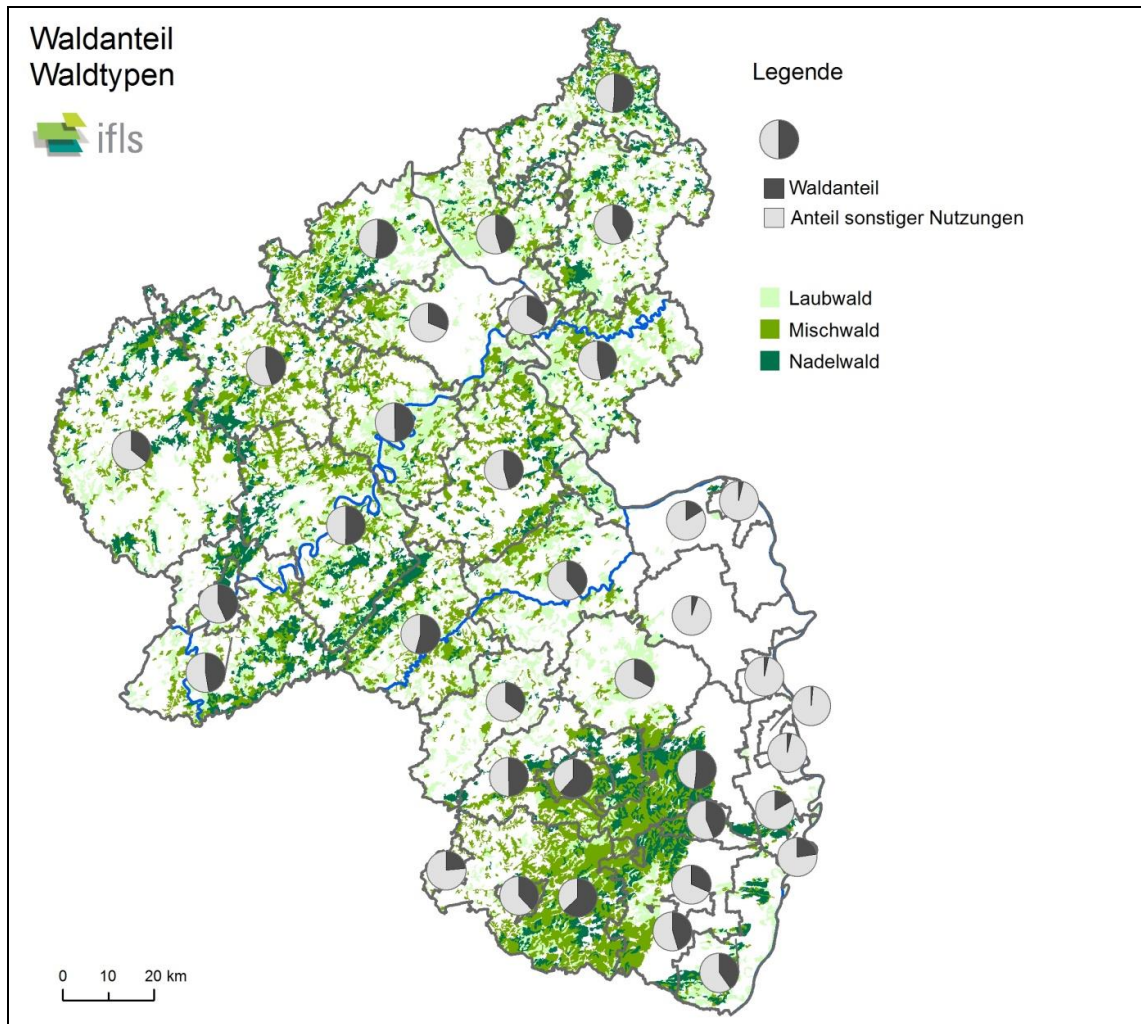 Waldanteil
Waldtypen
ifls
Legende
Waldanteil
Anteil sonstiger Nutzungen
Laubwald
Mischwald
Nadelwald
0 10 20 km